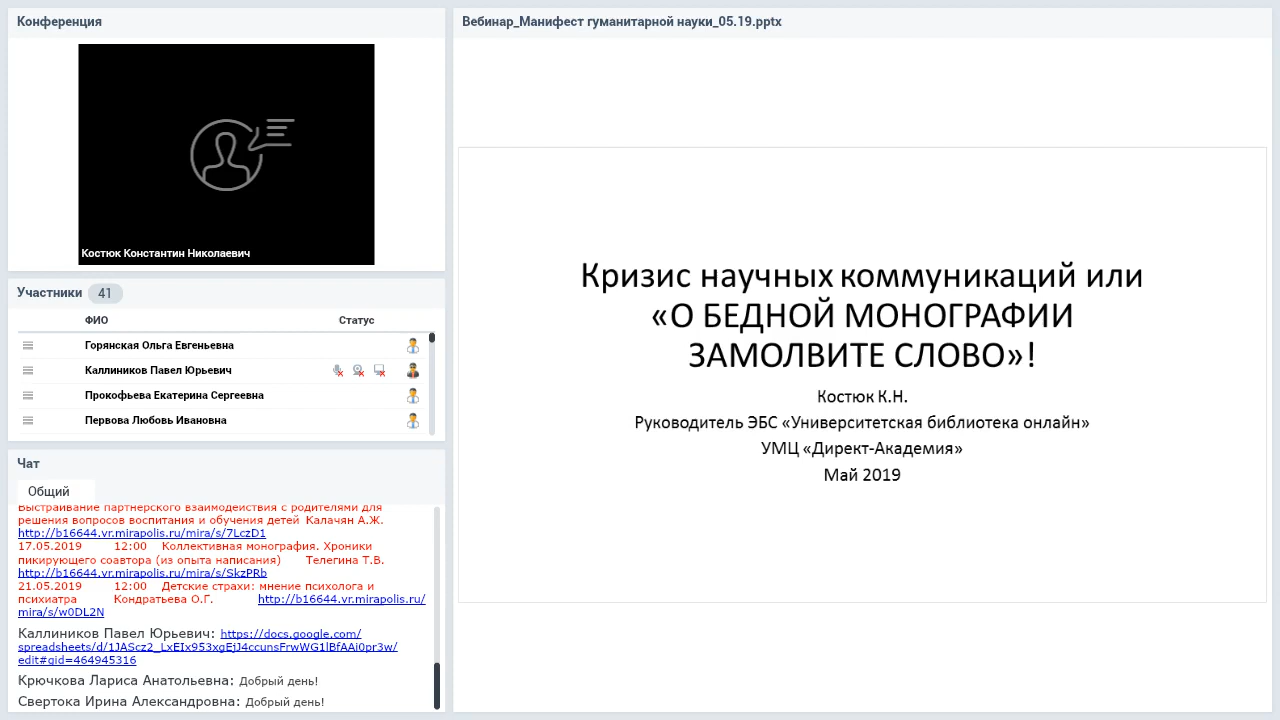 Конференция
Костюк Константин Николаевич
Участники 41
ФИО Статус
Горянская Ольга Евгеньевна
Каллиников Павел Юрьевич
Прокофьева Екатерина Сергеевна
Первова Любовь Ивановна
Чат
Общий
Выстраивание партнерского взаимодействия с родителями для
решения вопросов воспитания и обучения детей Калачян А.Ж.
http://b16644.vr.mirapolis.ru/mira/s/7LczD1
17.05.2019 12:00 Коллективная монография. Хроники
пикирующего соавтора (из опыта написания) Телегина Т.В.
http://b16644.vr.mirapolis.ru/mira/s/SkzPRb
21.05.2019 12:00 Детские страхи: мнение психолога и
психиатра Кондратьева О.Г. http://b16644.vr.mirapolis.ru/
mira/s/w0DL2N
Каллиников Павел Юрьевич: https://docs.google.com/
spreadsheets/d/1JAScz2_LxEIx953xgEjJ4ccunsFrwWG1lBfAAi0pr3w/
edit#gid=464945316
Крючкова Лариса Анатольевна: Добрый день!
Свертока Ирина Александровна: Добрый день!
Вебинар_Манифест гуманитарной науки_05.19.pptx
Кризис научных коммуникаций или
«О БЕДНОЙ МОНОГРАФИИ
ЗАМОЛВИТЕ СЛОВО»!
Костюк К.Н.
Руководитель ЭБС «Университетская библиотека онлайн»
УМЦ «Директ-Академия»
Май 2019